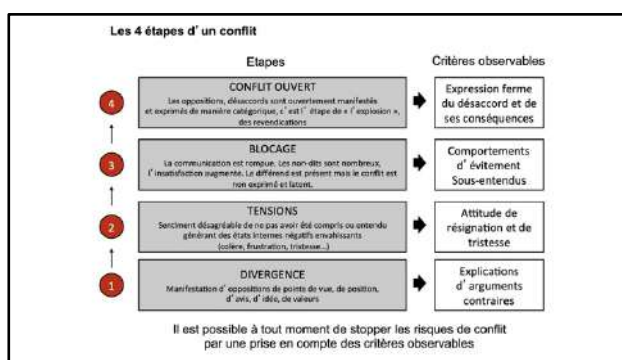 Les 4 étapes d'un conflit
Etapes
Critères observables
4
CONFLIT OUVERT
Les oppositions, désaccords sont ouvertement manifestés
et exprimés de manière catégorique, c'est l'étape de « l'explosion »,
des revendications
Expression ferme
du désaccord et de
ses conséquences
3
BLOCAGE
La communication est rompue. Les non-dits sont nombreux,
l'insatisfaction augmente. Le différend est présent mais le conflit est
non exprimé et latent.
Comportements
d'évitement
Sous-entendus
2
TENSIONS
Sentiment désagréable de ne pas avoir été compris ou entendu
générant des états internes négatifs envahissants
(colère, frustration, tristesse...)
Attitude de
résignation et de
tristesse
1
DIVERGENCE
Manifestation d'oppositions de points de vue, de position,
d'avis, d'idée, de valeurs
Explications
d'arguments
contraires
Il est possible à tout moment de stopper les risques de conflit
par une prise en compte des critères observables